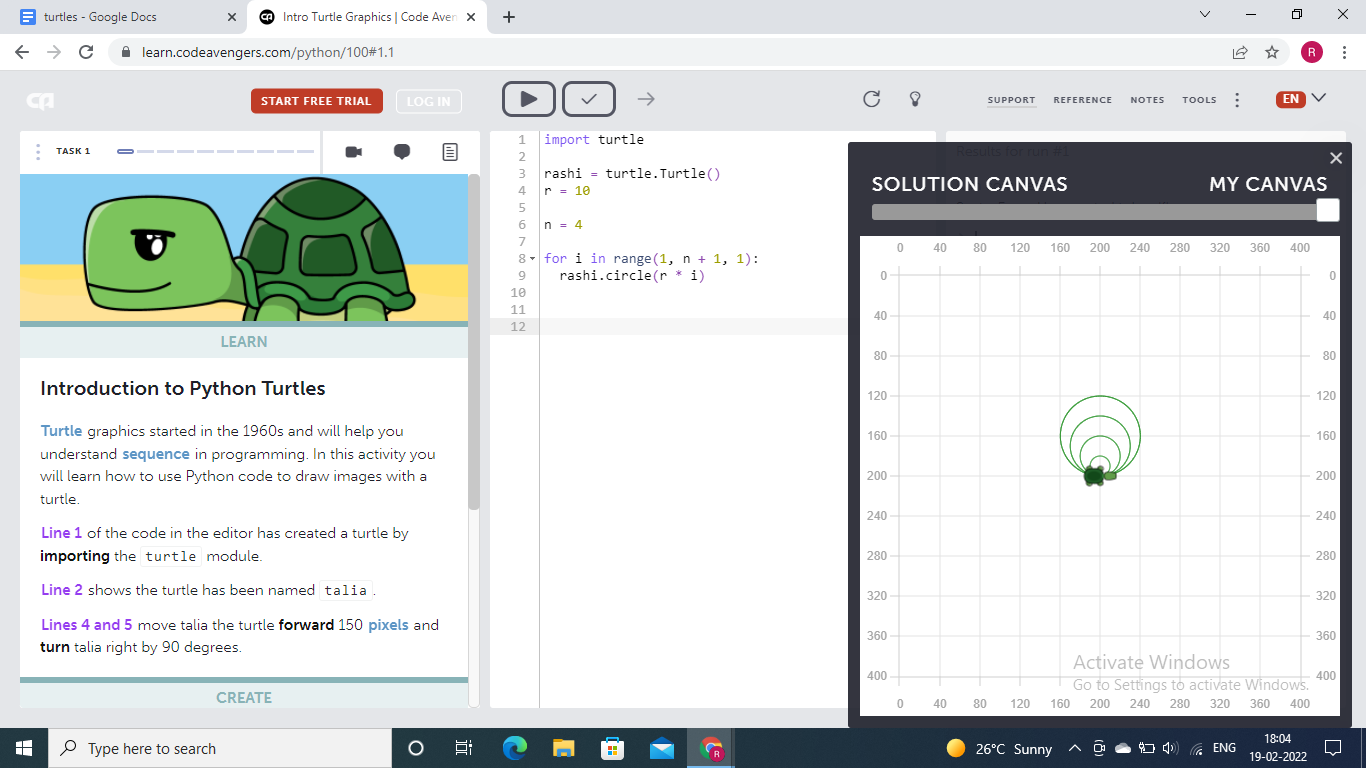 turtles - Google Docs
Intro Turtle Graphics | Code Aven
learn.codeavengers.com/python/100#1.1
R
START FREE TRIAL
LOG IN
SUPPORT
REFERENCE
NOTES
TOOLS
EN
TASK 1
LEARN
Introduction to Python Turtles
Turtle graphics started in the 1960s and will help you
understand sequence in programming. In this activity you
will learn how to use Python code to draw images with a
turtle.
Line 1 of the code in the editor has created a turtle by
importing the turtle module.
Line 2 shows the turtle has been named talia.
Lines 4 and 5 move talia the turtle forward 150 pixels and
turn talia right by 90 degrees.
CREATE
1 import turtle
2
3 rashi = turtle.Turtle()
4 r = 10
5
6 n = 4
7
8 for i in range(1, n + 1, 1):
9 rashi.circle(r * i)
10
11
12
Results for run #1
SOLUTION CANVAS
MY CANVAS
0 40 80 120 160 200 240 280 320 360 400
0 0
40 40
80 80
120 120
160 160
200 200
240 240
280 280
320 320
360 360
400 400
0 40 80 120 160 200 240 280 320 360 400
Activate Windows
Go to Settings to activate Windows.
Type here to search
R
26°C Sunny
ENG
18:04
19-02-2022